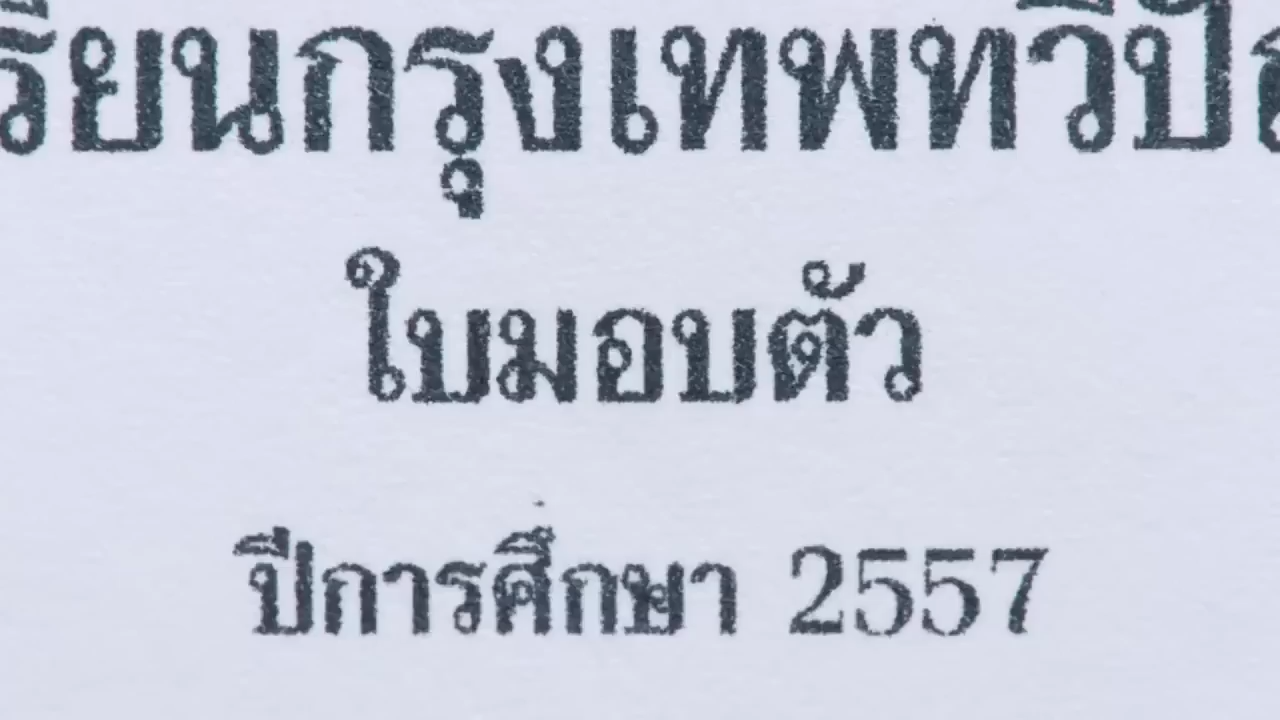 รียนกรุงเทพทวีป
ใบมอบตัว
ปีการศึกษา 2557